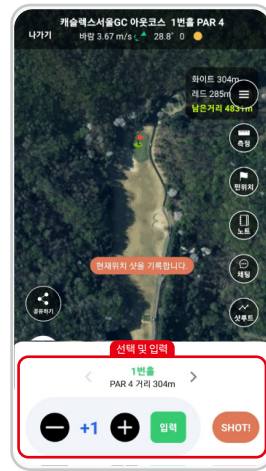 캐슬렉스서울GC 아웃코스 1번홀 PAR 4
나가기 바람 3.67 m/s 28.8° 0
화이트 304m
레드 285m
남은거리 483+m
측정
핀위치
노트
채팅
현재위치 샷을 기록합니다.
공유하기
샷루트
선택 및 입력
1번홀
PAR 4 거리 304m
+1 입력 SHOT!